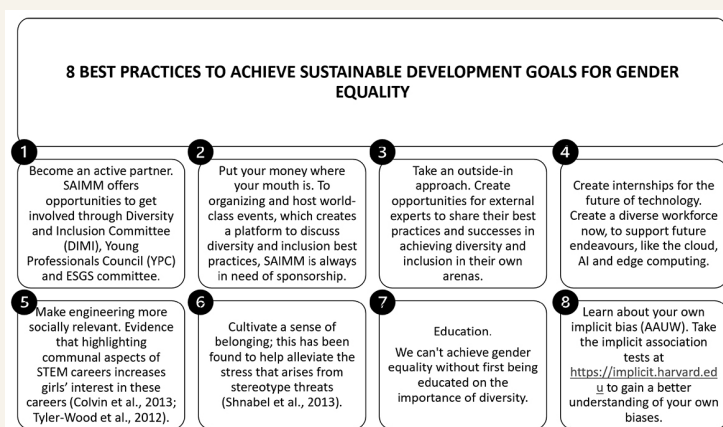 8 BEST PRACTICES TO ACHIEVE SUSTAINABLE DEVELOPMENT GOALS FOR GENDER
EQUALITY
1
Become an active partner.
SAIMM offers
opportunities to get
involved through Diversity
and Inclusion Committee
(DIMI), Young
Professionals Council (YPC)
and ESGS committee.
2
Put your money where
your mouth is. To
organizing and host world-
class events, which creates
a platform to discuss
diversity and inclusion best
practices, SAIMM is always
in need of sponsorship.
3
Take an outside-in
approach. Create
opportunities for external
experts to share their best
practices and successes in
achieving diversity and
inclusion in their own
arenas.
4
Create internships for the
future of technology.
Create a diverse workforce
now, to support future
endeavours, like the cloud,
AI and edge computing.
5
Make engineering more
socially relevant. Evidence
that highlighting
communal aspects of
STEM careers increases
girls' interest in these
careers (Colvin et al., 2013;
Tyler-Wood et al., 2012).
6
Cultivate a sense of
belonging; this has been
found to help alleviate the
stress that arises from
stereotype threats
(Shnabel et al., 2013).
7
Education.
We can't achieve gender
equality without first being
educated on the
importance of diversity.
8
Learn about your own
implicit bias (AAUW). Take
the implicit association
tests at
https://implicit.harvard.ed
u to gain a better
understanding of your own
biases.